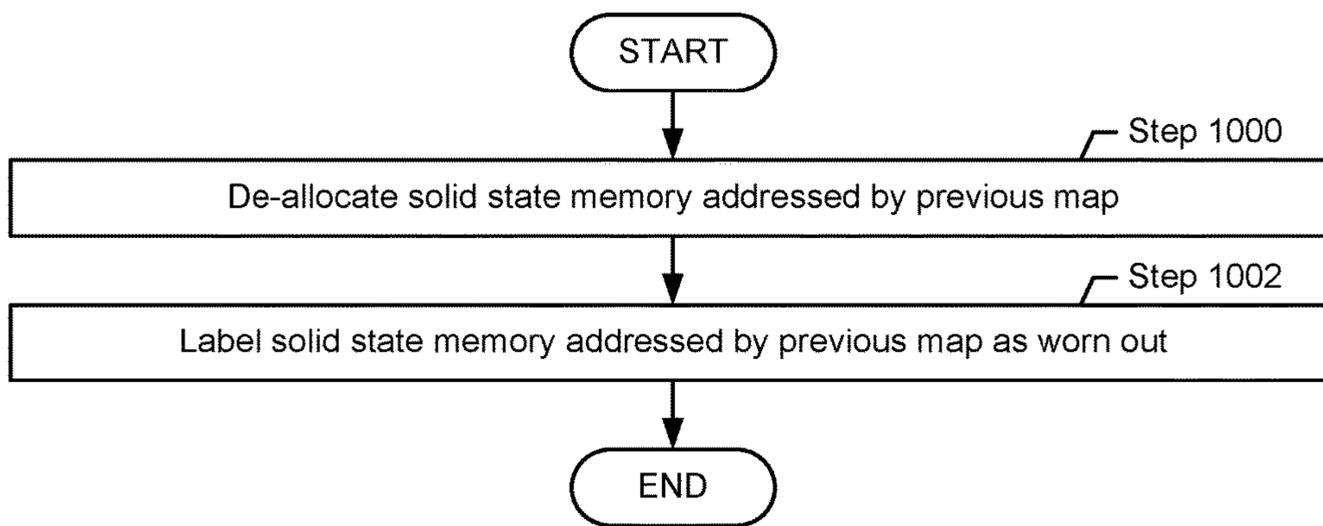 START
Step 1000
De-allocate solid state memory addressed by previous map
Step 1002
Label solid state memory addressed by previous map as worn out
END